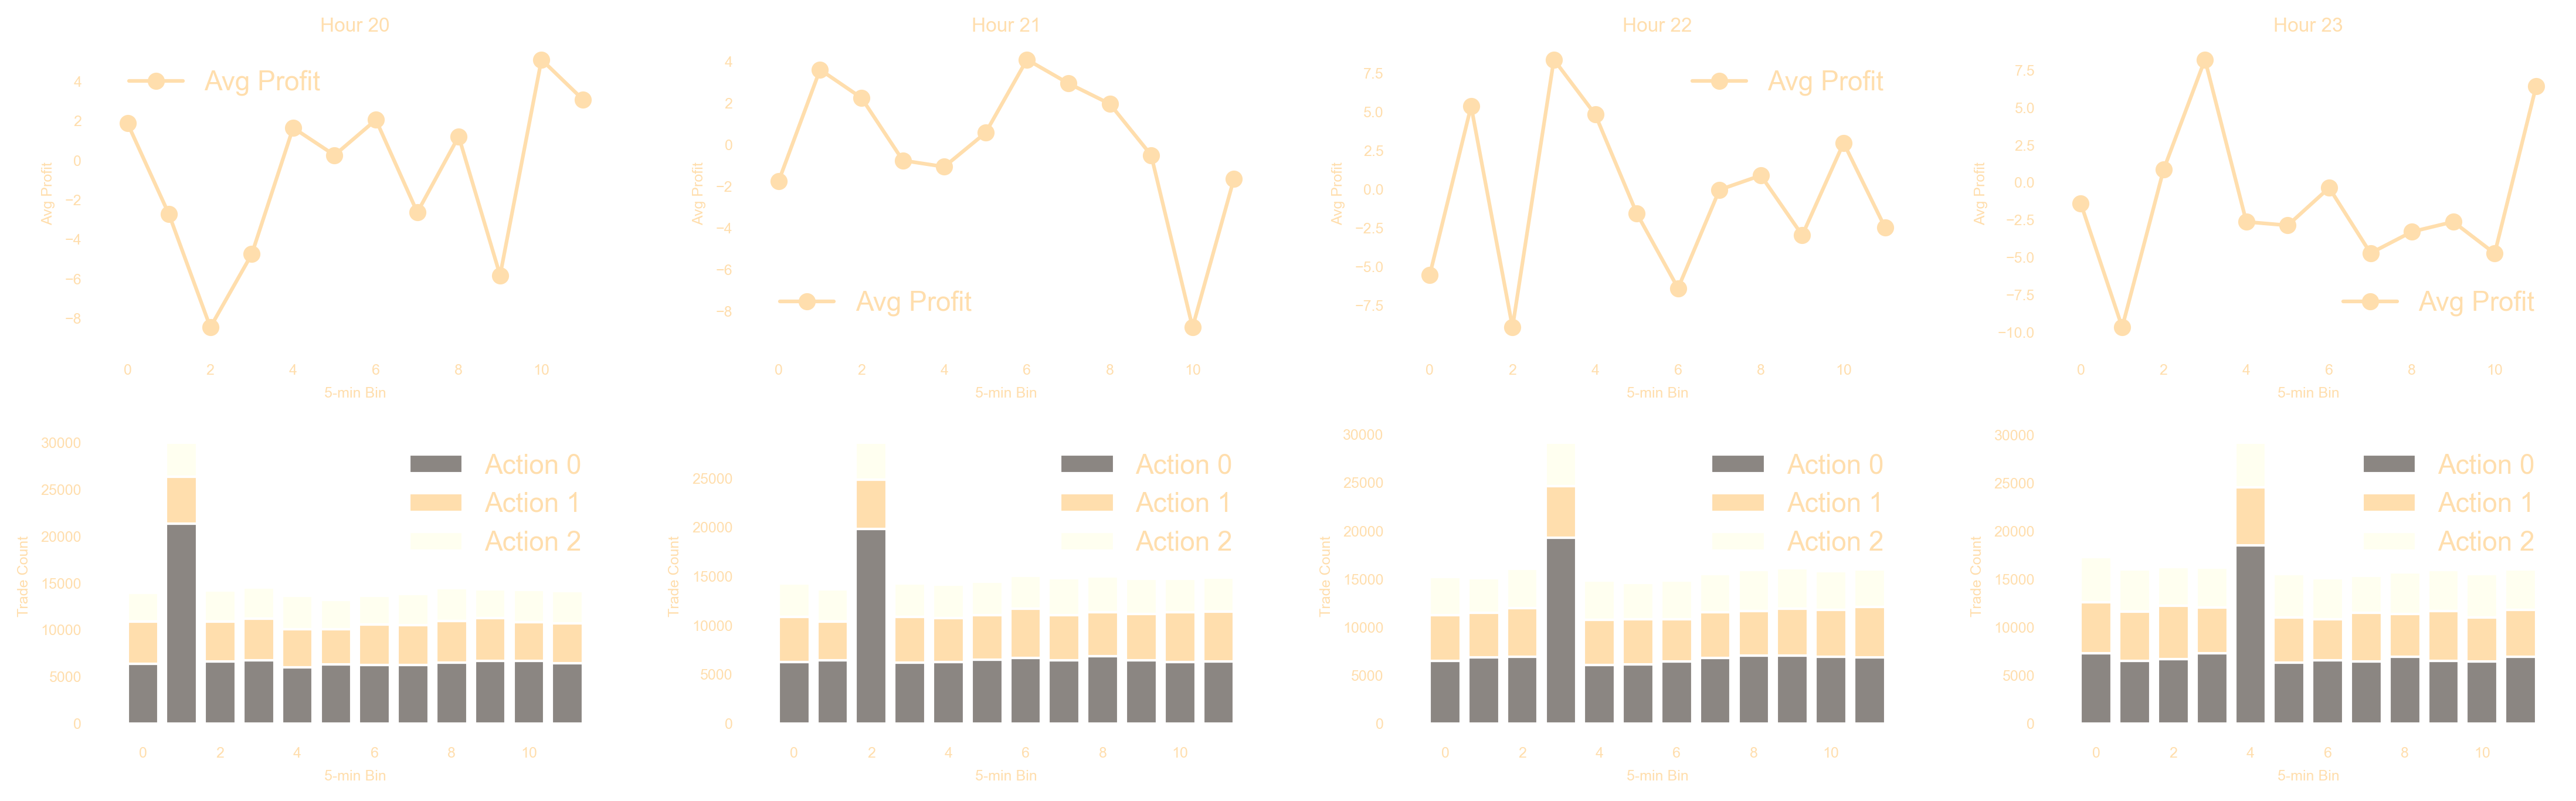 Hour 20
Avg Profit
Avg Profit
4
2
0
−2
−4
−6
−8
0 2 4 6 8 10
5-min Bin
Hour 21
Avg Profit
Avg Profit
4
2
0
−2
−4
−6
−8
0 2 4 6 8 10
5-min Bin
Hour 22
Avg Profit
Avg Profit
7.5
5.0
2.5
0.0
−2.5
−5.0
−7.5
0 2 4 6 8 10
5-min Bin
Hour 23
Avg Profit
Avg Profit
7.5
5.0
2.5
0.0
−2.5
−5.0
−7.5
−10.0
0 2 4 6 8 10
5-min Bin
Trade Count
30000
25000
20000
15000
10000
5000
0
Action 0
Action 1
Action 2
0 2 4 6 8 10
5-min Bin
Trade Count
25000
20000
15000
10000
5000
0
Action 0
Action 1
Action 2
0 2 4 6 8 10
5-min Bin
Trade Count
30000
25000
20000
15000
10000
5000
0
Action 0
Action 1
Action 2
0 2 4 6 8 10
5-min Bin
Trade Count
30000
25000
20000
15000
10000
5000
0
Action 0
Action 1
Action 2
0 2 4 6 8 10
5-min Bin